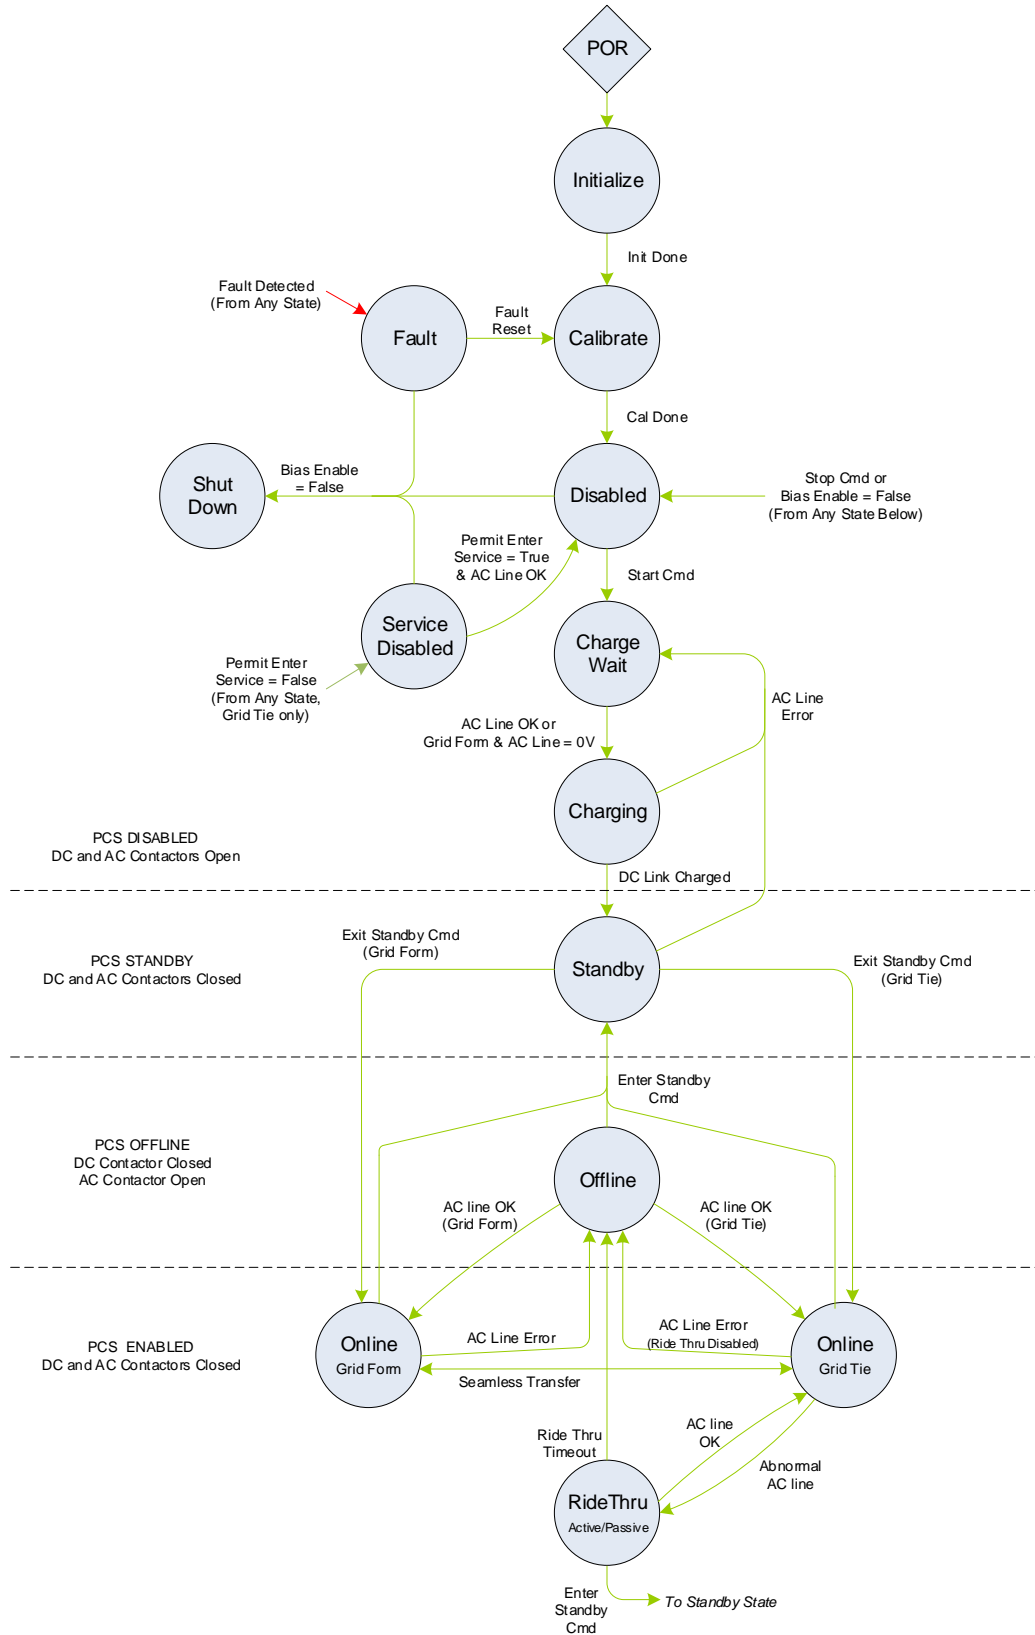 POR
Initialize
Init Done
Fault Detected
(From Any State)
Fault
Fault
Reset
Calibrate
Cal Done
Shut
Down
Bias Enable
= False
Disabled
Stop Cmd or
Bias Enable = False
(From Any State Below)
Permit Enter
Service = True
& AC Line OK
Start Cmd
Service
Disabled
Charge
Wait
Permit Enter
Service = False
(From Any State,
Grid Tie only)
AC Line
Error
AC Line OK or
Grid Form & AC Line = 0V
Charging
PCS DISABLED
DC and AC Contactors Open
DC Link Charged
Exit Standby Cmd
(Grid Form)
PCS STANDBY
DC and AC Contactors Closed
Standby
Exit Standby Cmd
(Grid Tie)
Enter Standby
Cmd
PCS OFFLINE
DC Contactor Closed
AC Contactor Open
Offline
AC line OK
(Grid Form)
AC line OK
(Grid Tie)
PCS ENABLED
DC and AC Contactors Closed
Online
Grid Form
AC Line Error
AC Line Error
(Ride Thru Disabled)
Online
Grid Tie
Seamless Transfer
Ride Thru
Timeout
AC line
OK
Abnormal
AC line
RideThru
Active/Passive
Enter
Standby
Cmd
To Standby State